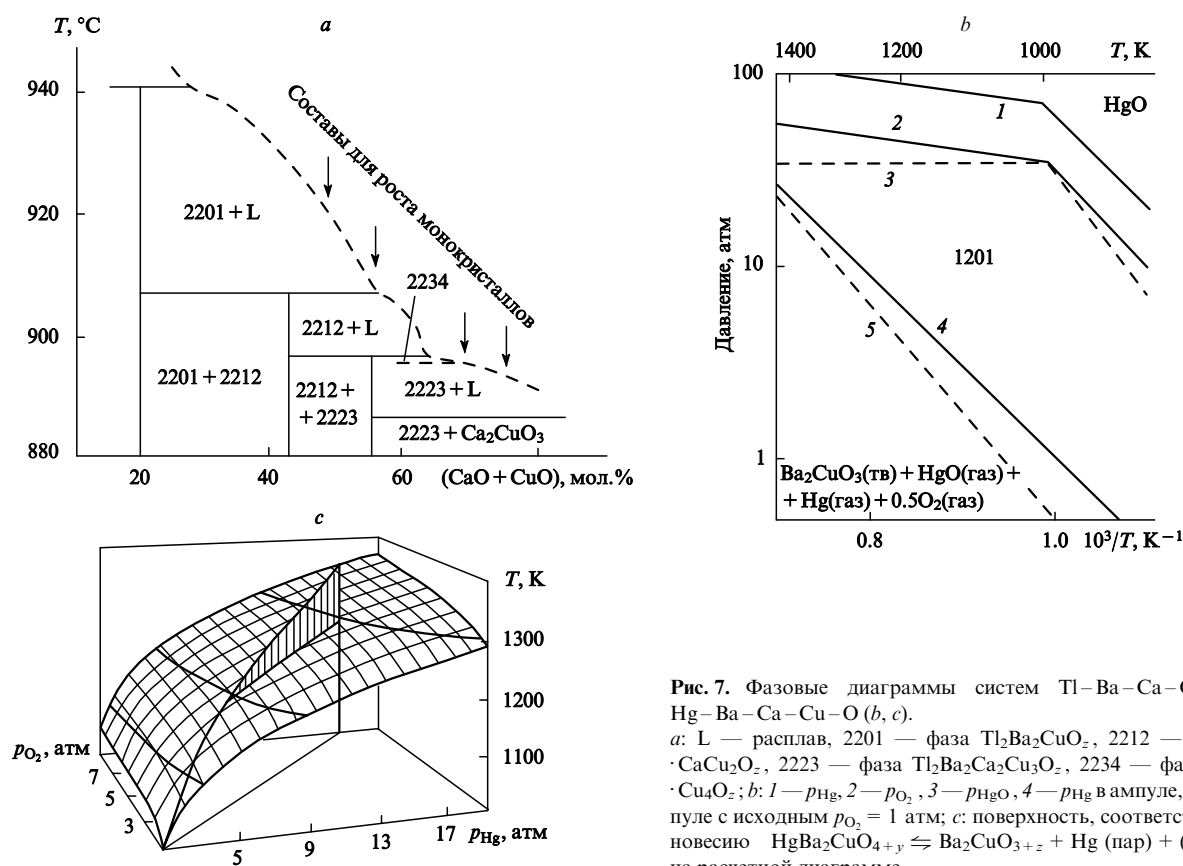 a
T, °C
940
920
900
880
Составы для роста монокристаллов
2201 + L
2234
2212 + L
2201 + 2212
2212 +
+ 2223
2223 + L
2223 + Ca₂CuO₃
20
40
60
(CaO + CuO), мол.%
b
1400
1200
1000
T, K
100
10
1
Давление, атм
HgO
1
2
3
1201
4
5
Ba₂CuO₃(тв) + HgO(газ) +
+ Hg(газ) + 0.5O₂(газ)
0.8
1.0
10³/T, K⁻¹
c
T, K
1300
1200
1100
p_O₂, атм
7
5
3
5
9
13
17
p_Hg, атм
Рис. 7. Фазовые диаграммы систем Tl – Ba – Ca –
Hg – Ba – Ca – Cu – O (b, c).
a: L — расплав, 2201 — фаза Tl₂Ba₂CuO_z, 2212 —
· CaCu₂O_z, 2223 — фаза Tl₂Ba₂Ca₂Cu₃O_z, 2234 —
· Cu₄O_z; b: 1 — p_Hg, 2 — p_O₂, 3 — p_HgO, 4 — p_Hg в ампуле,
пуле с исходным p_O₂ = 1 атм; c: поверхность, соответст
новесию HgBa₂CuO₄₊y ⇋ Ba₂CuO₃₊z + Hg (пар) + (
на расчетной диаграмме.